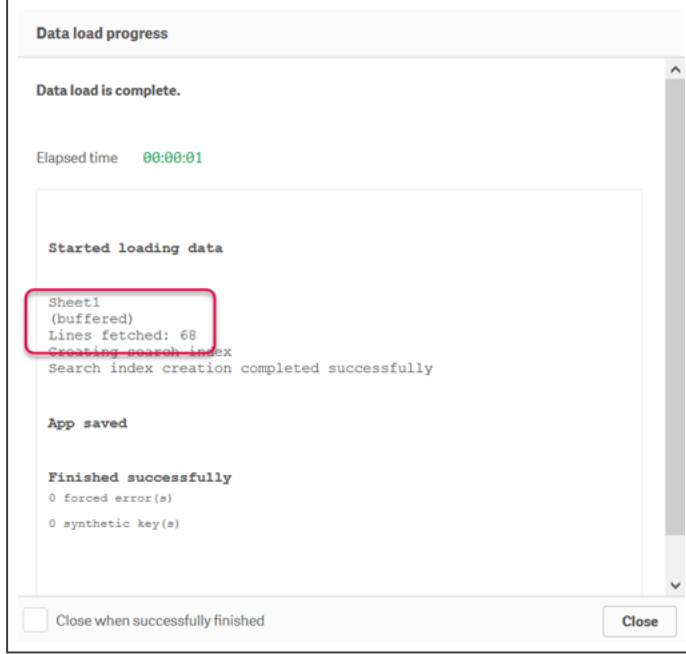 Data load progress
Data load is complete.
Elapsed time 00:00:01
Started loading data
Sheet1
(buffered)
Lines fetched: 68
Creating search index
Search index creation completed successfully
App saved
Finished successfully
0 forced error(s)
0 synthetic key(s)
Close when successfully finished
Close